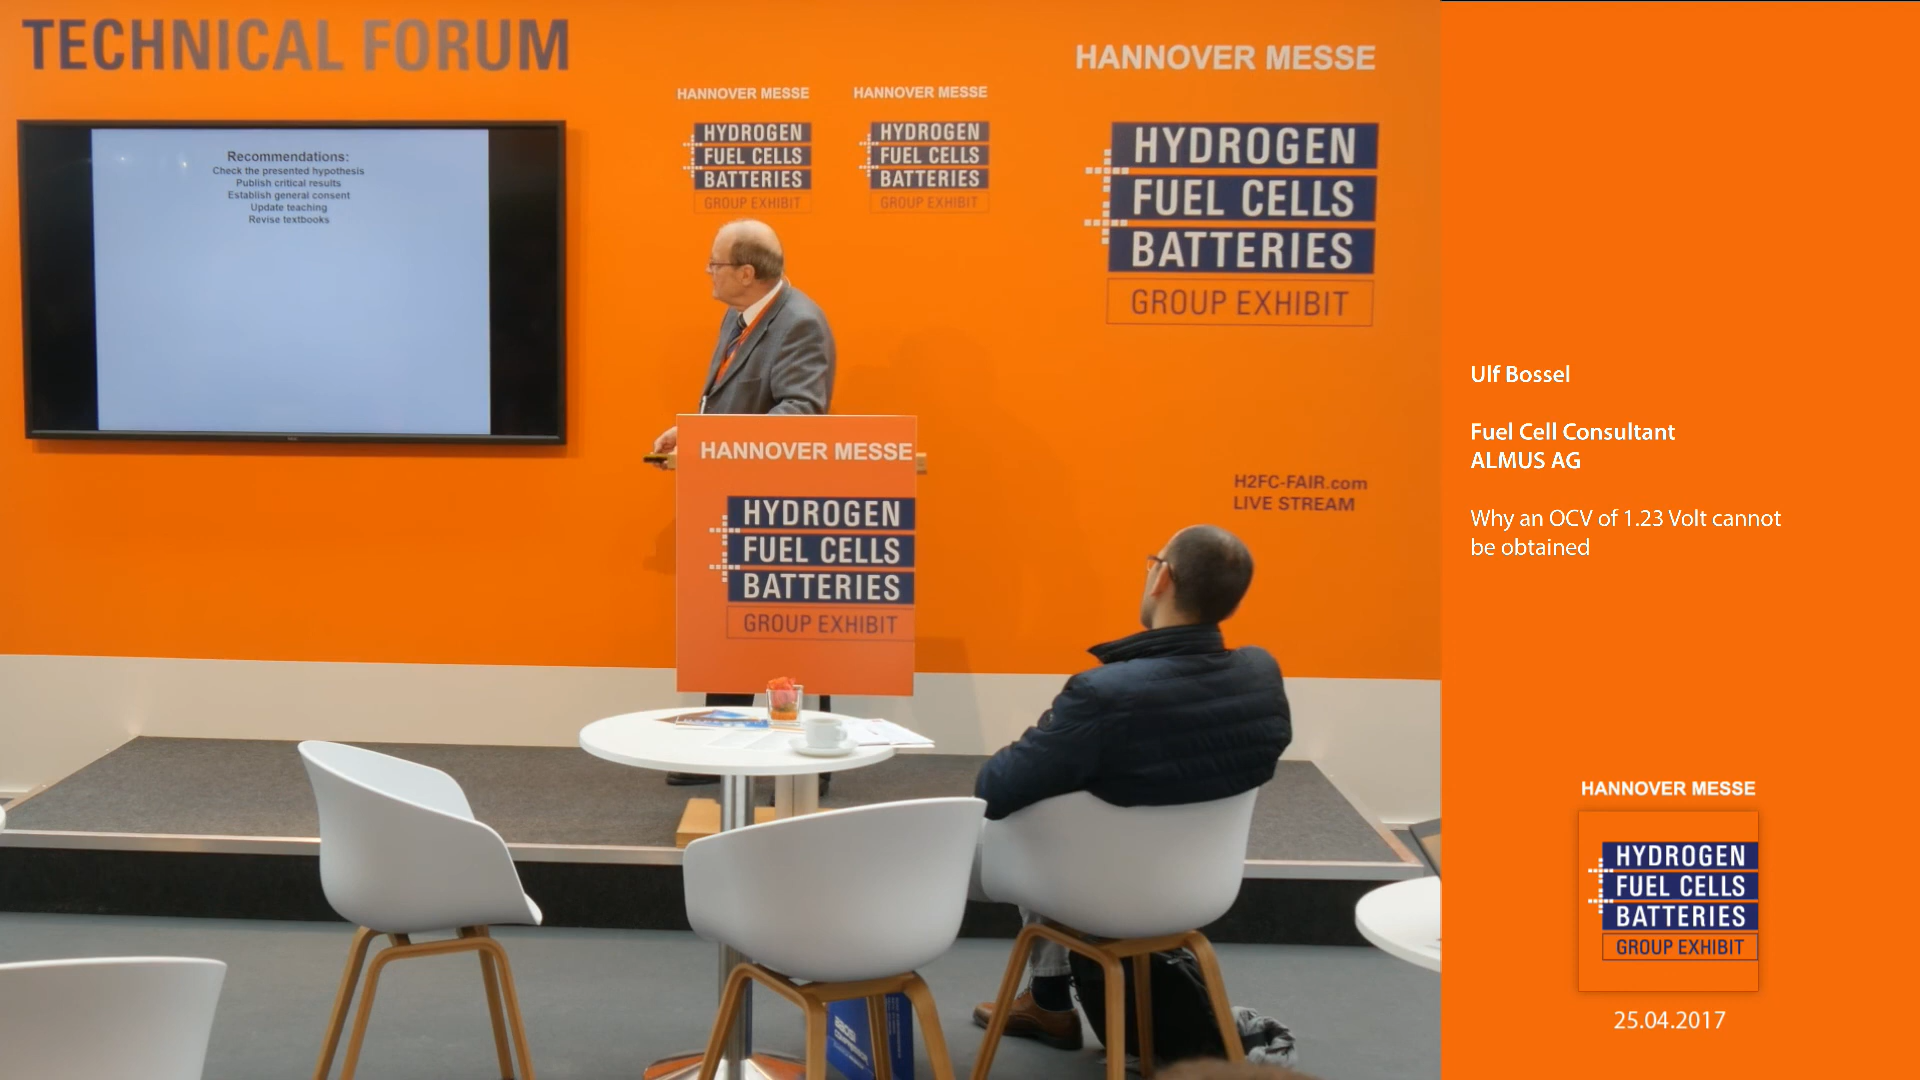 TECHNICAL FORUM
Recommendations:
Check the presented hypothesis
Publish critical results
Establish general consent
Update teaching
Revise textbooks
HANNOVER MESSE
HYDROGEN
FUEL CELLS
BATTERIES
GROUP EXHIBIT
HANNOVER MESSE
HYDROGEN
FUEL CELLS
BATTERIES
GROUP EXHIBIT
HANNOVER MESSE
HYDROGEN
FUEL CELLS
BATTERIES
GROUP EXHIBIT
HANNOVER MESSE
HYDROGEN
FUEL CELLS
BATTERIES
GROUP EXHIBIT
H2FC-FAIR.com
LIVE STREAM
Ulf Bossel
Fuel Cell Consultant
ALMUS AG
Why an OCV of 1.23 Volt cannot
be obtained
HANNOVER MESSE
HYDROGEN
FUEL CELLS
BATTERIES
GROUP EXHIBIT
25.04.2017